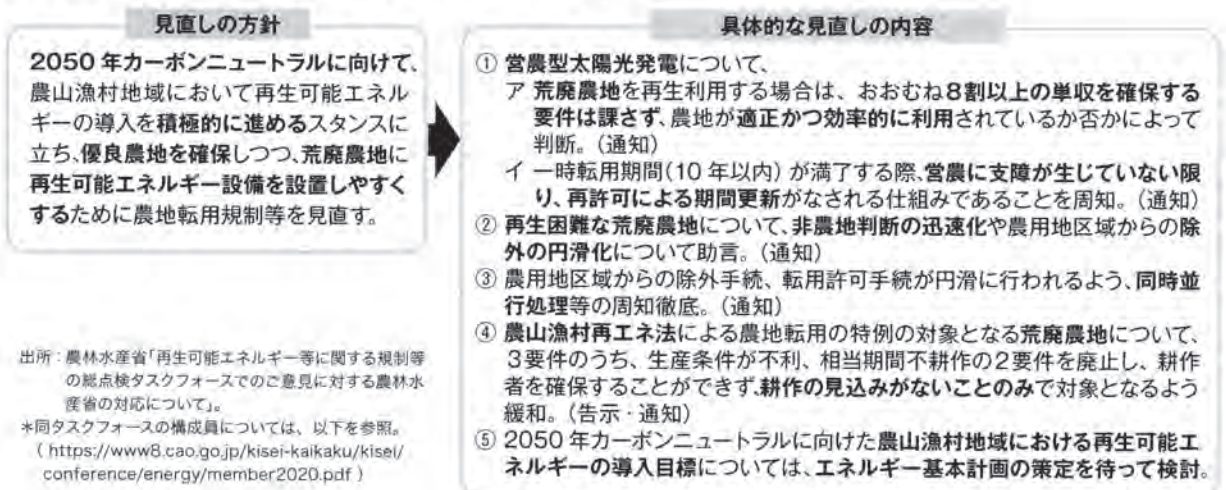 見直しの方針
2050 年カーボンニュートラルに向けて、
農山漁村地域において再生可能エネル
ギーの導入を積極的に進めるスタンスに
立ち、優良農地を確保しつつ、荒廃農地に
再生可能エネルギー設備を設置しやすく
するために農地転用規制等を見直す。
出所：農林水産省「再生可能エネルギー等に関する規制等
の総点検タスクフォースでのご意見に対する農林水
産省の対応について」。
＊同タスクフォースの構成員については、以下を参照。
（ https://www8.cao.go.jp/kisei-kaikaku/kisei/
conference/energy/member2020.pdf ）
具体的な見直しの内容
① 営農型太陽光発電について、
ア 荒廃農地を再生利用する場合は、おおむね８割以上の単収を確保する
要件は課さず、農地が適正かつ効率的に利用されているか否かによって
判断。（通知）
イ 一時転用期間（10 年以内）が満了する際、営農に支障が生じていない限
り、再許可による期間更新がなされる仕組みであることを周知。（通知）
② 再生困難な荒廃農地について、非農地判断の迅速化や農用地区域からの除
外の円滑化について助言。（通知）
③ 農用地区域からの除外手続、転用許可手続が円滑に行われるよう、同時並
行処理等の周知徹底。（通知）
④ 農山漁村再エネ法による農地転用の特例の対象となる荒廃農地について、
３要件のうち、生産条件が不利、相当期間不耕作の２要件を廃止し、耕作
者を確保することができず、耕作の見込みがないことのみで対象となるよう
緩和。（告示・通知）
⑤ 2050 年カーボンニュートラルに向けた農山漁村地域における再生可能エ
ネルギーの導入目標については、エネルギー基本計画の策定を待って検討。